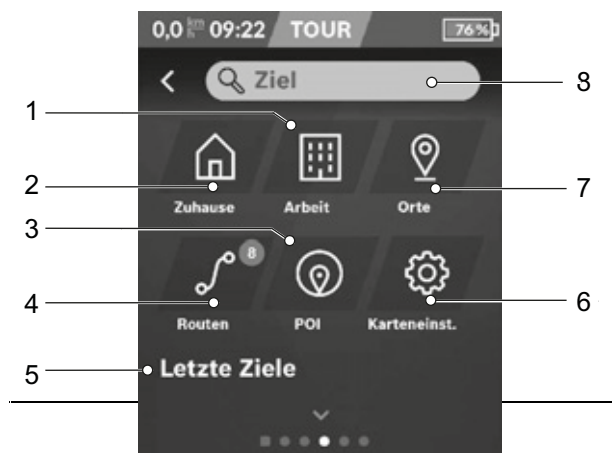 0,0 km/h 09:22 TOUR 76%
Ziel
8
1
2
7
Zuhause Arbeit Orte
3
8
4
6
Routen POI Karteneinst.
5
Letzte Ziele